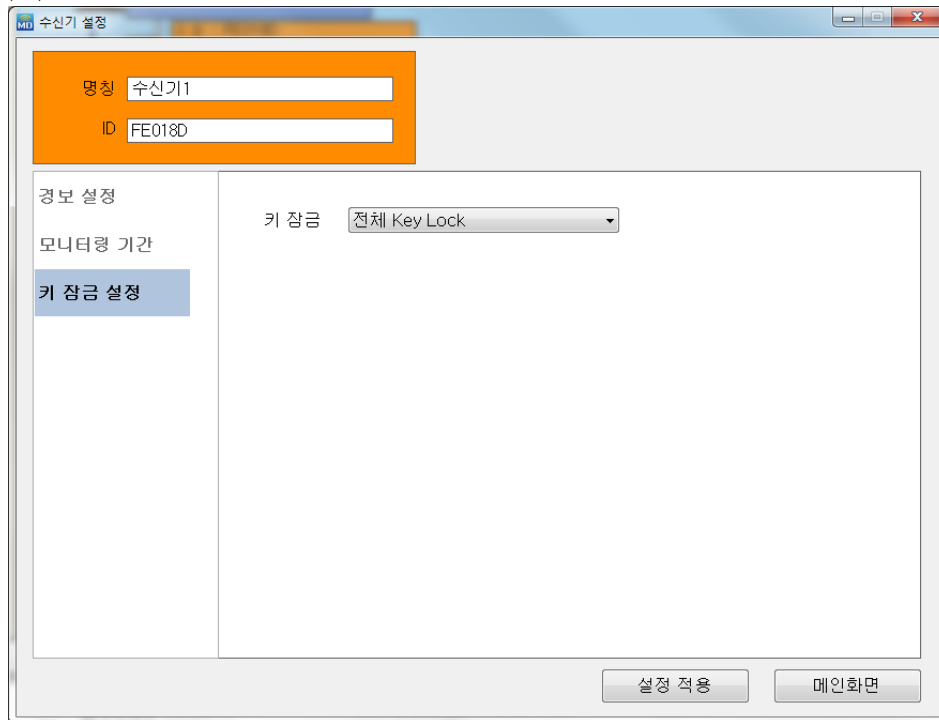 MD 수신기 설정
명칭 수신기1
ID FE018D
경보 설정
키 잠금 전체 Key Lock
모니터링 기간
키 잠금 설정
설정 적용 메인화면